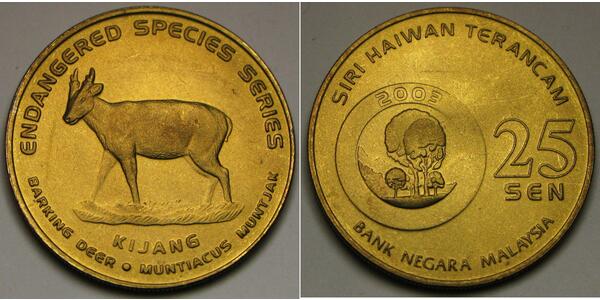 ENDANGERED SPECIES SERIES
KIJANG
BARKING DEER • MUNTIACUS MUNTJAK
SIRI HAIWAN TERANCAM
2003
25
SEN
BANK NEGARA MALAYSIA